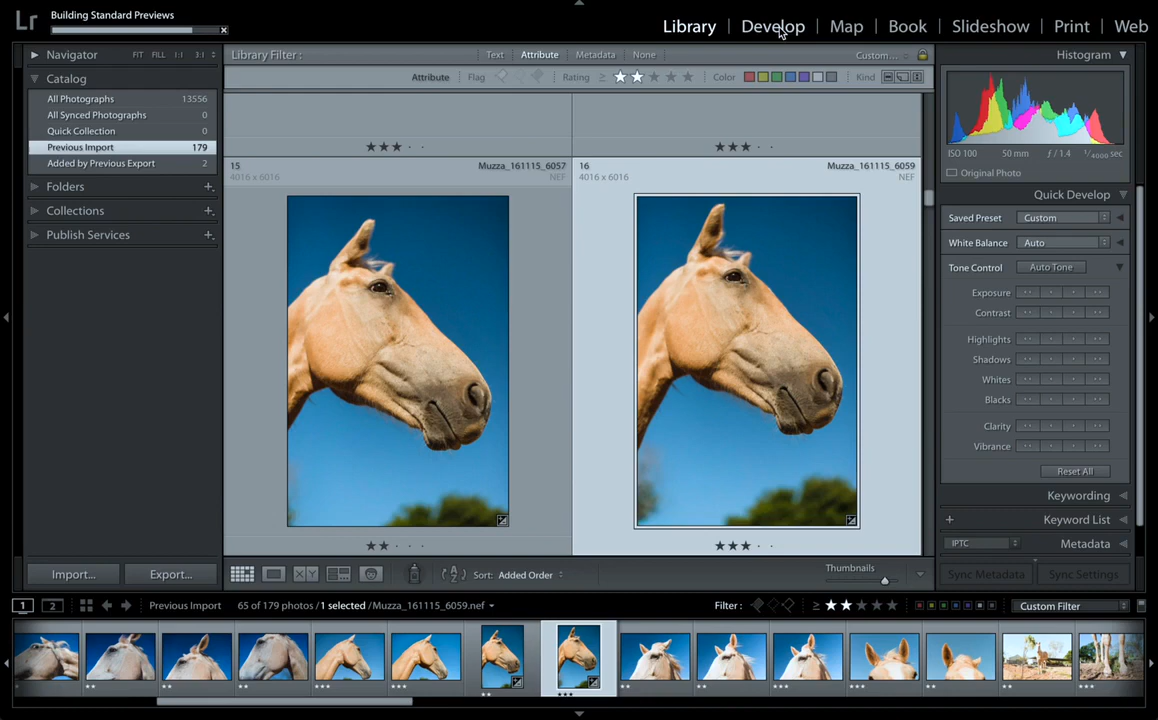 Lr
Building Standard Previews
Library | Develop | Map | Book | Slideshow | Print | Web
Navigator FIT FILL 1:1 3:1
Catalog
All Photographs 13556
All Synced Photographs 0
Quick Collection 0
Previous Import 179
Added by Previous Export 2
Folders
Collections
Publish Services
Import... Export...
Library Filter : Text Attribute Metadata None Custom...
Attribute Flag Rating ≥ ★★★★★ Color Kind
★★★ · · ★★★ · ·
15 Muzza_161115_6057
4016 x 6016 NEF
16 Muzza_161115_6059
4016 x 6016 NEF
★★ · · · ★★★ · ·
XY Sort: Added Order Thumbnails
Histogram
ISO 100 50 mm ƒ / 1.4 1/4000 sec
Original Photo
Quick Develop
Saved Preset Custom
White Balance Auto
Tone Control Auto Tone
Exposure
Contrast
Highlights
Shadows
Whites
Blacks
Clarity
Vibrance
Reset All
Keywording
+ Keyword List
IPTC Metadata
Sync Metadata Sync Settings
1 2 Previous Import 65 of 179 photos / 1 selected / Muzza_161115_6059.nef Filter : ≥ ★★★★★ Custom Filter